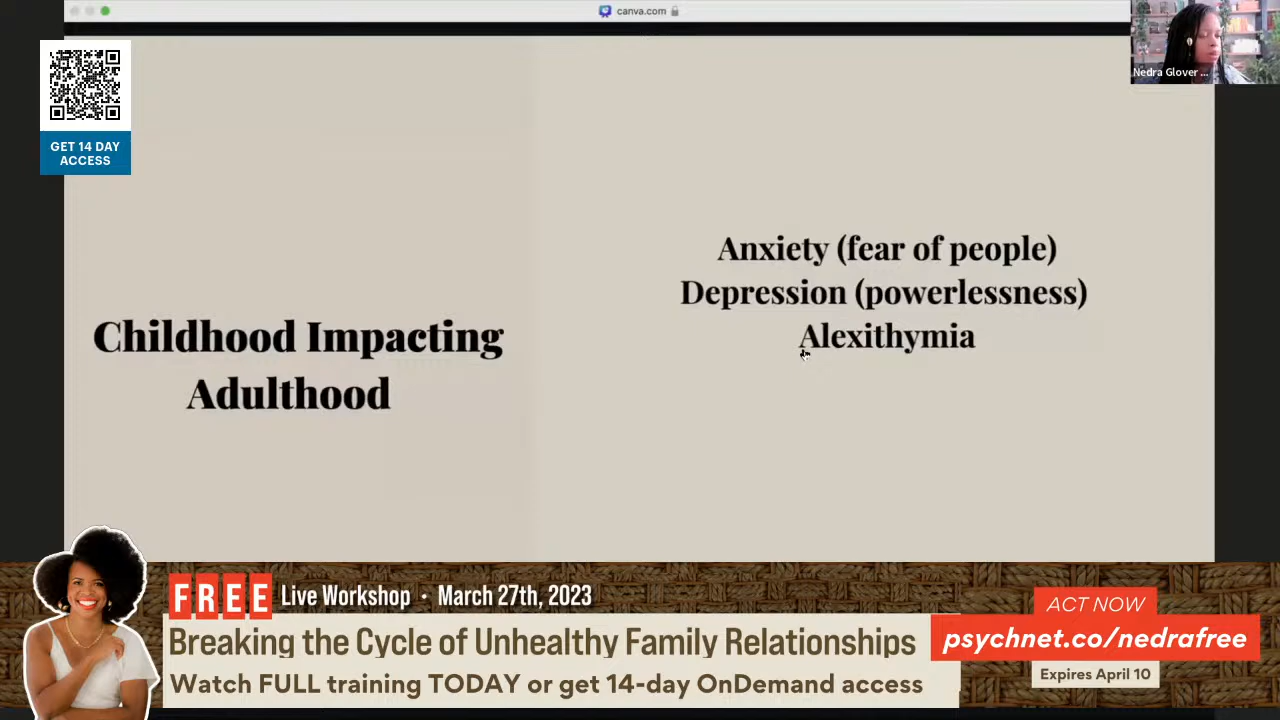 canva.com
Nedra Glover ...
GET 14 DAY
ACCESS
Anxiety (fear of people)
Depression (powerlessness)
Alexithymia
Childhood Impacting
Adulthood
FREE Live Workshop · March 27th, 2023
Breaking the Cycle of Unhealthy Family Relationships
Watch FULL training TODAY or get 14-day OnDemand access
ACT NOW
psychnet.co/nedrafree
Expires April 10